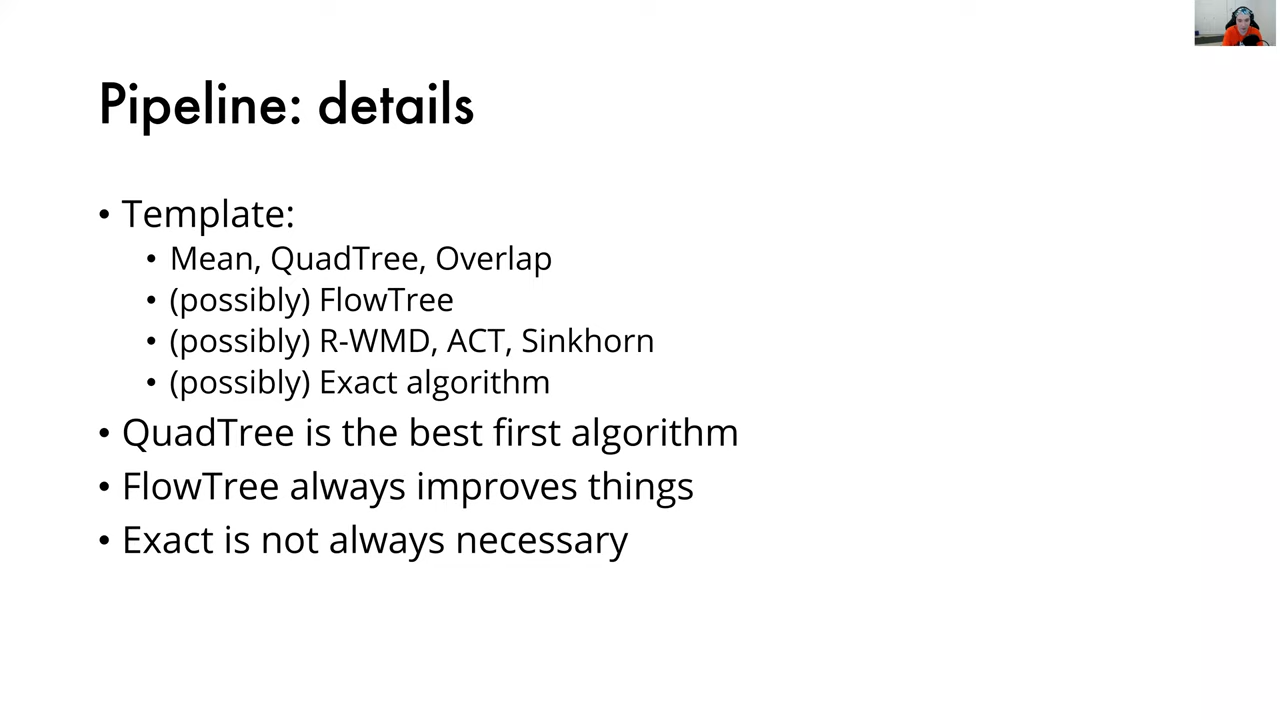 Pipeline: details
• Template:
• Mean, QuadTree, Overlap
• (possibly) FlowTree
• (possibly) R-WMD, ACT, Sinkhorn
• (possibly) Exact algorithm
• QuadTree is the best first algorithm
• FlowTree always improves things
• Exact is not always necessary